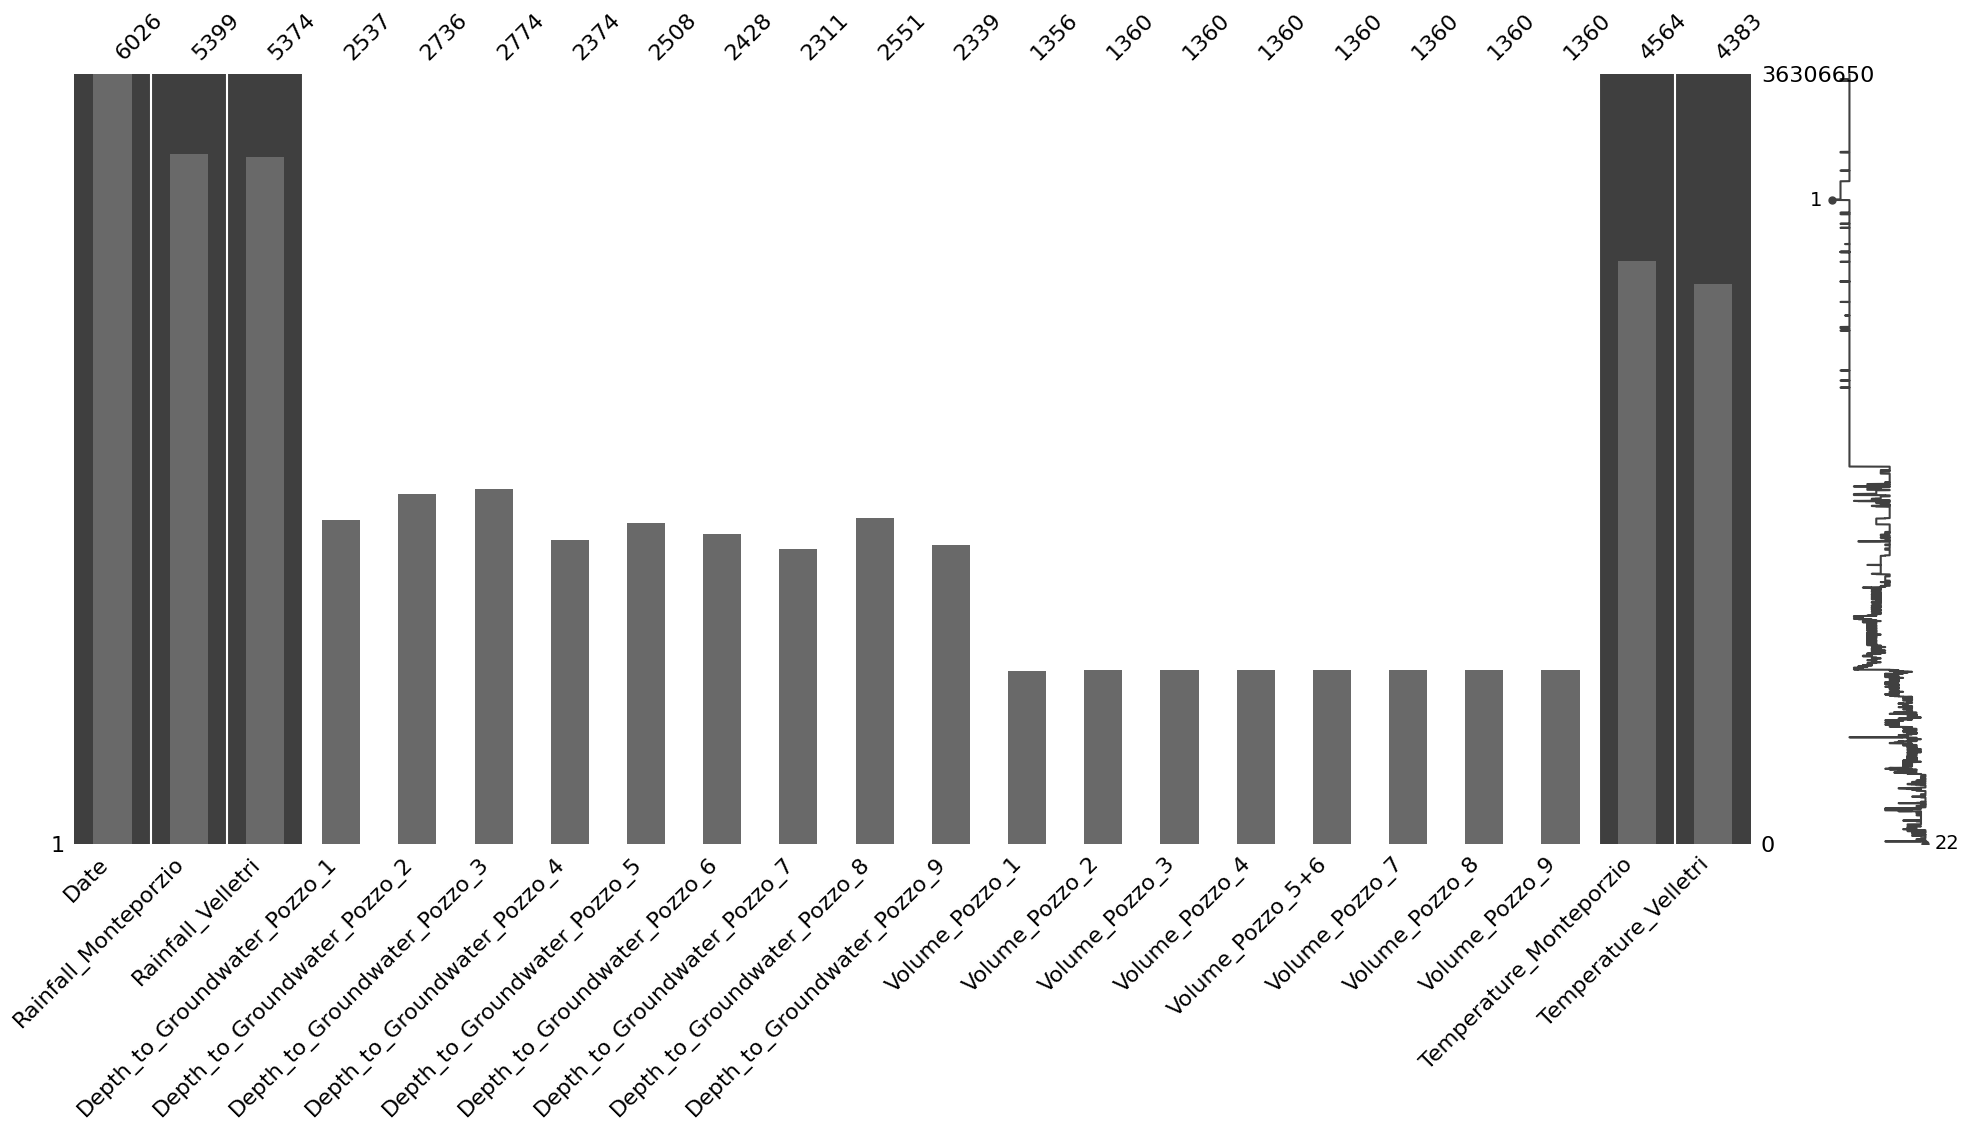 6026
5399
5374
2537
2736
2774
2374
2508
2428
2311
2551
2339
1356
1360
1360
1360
1360
1360
1360
1360
4564
4383
36306650
1
1
0
22
Date
Rainfall_Monteporzio
Rainfall_Velletri
Depth_to_Groundwater_Pozzo_1
Depth_to_Groundwater_Pozzo_2
Depth_to_Groundwater_Pozzo_3
Depth_to_Groundwater_Pozzo_4
Depth_to_Groundwater_Pozzo_5
Depth_to_Groundwater_Pozzo_6
Depth_to_Groundwater_Pozzo_7
Depth_to_Groundwater_Pozzo_8
Depth_to_Groundwater_Pozzo_9
Volume_Pozzo_1
Volume_Pozzo_2
Volume_Pozzo_3
Volume_Pozzo_4
Volume_Pozzo_5+6
Volume_Pozzo_7
Volume_Pozzo_8
Volume_Pozzo_9
Temperature_Monteporzio
Temperature_Velletri